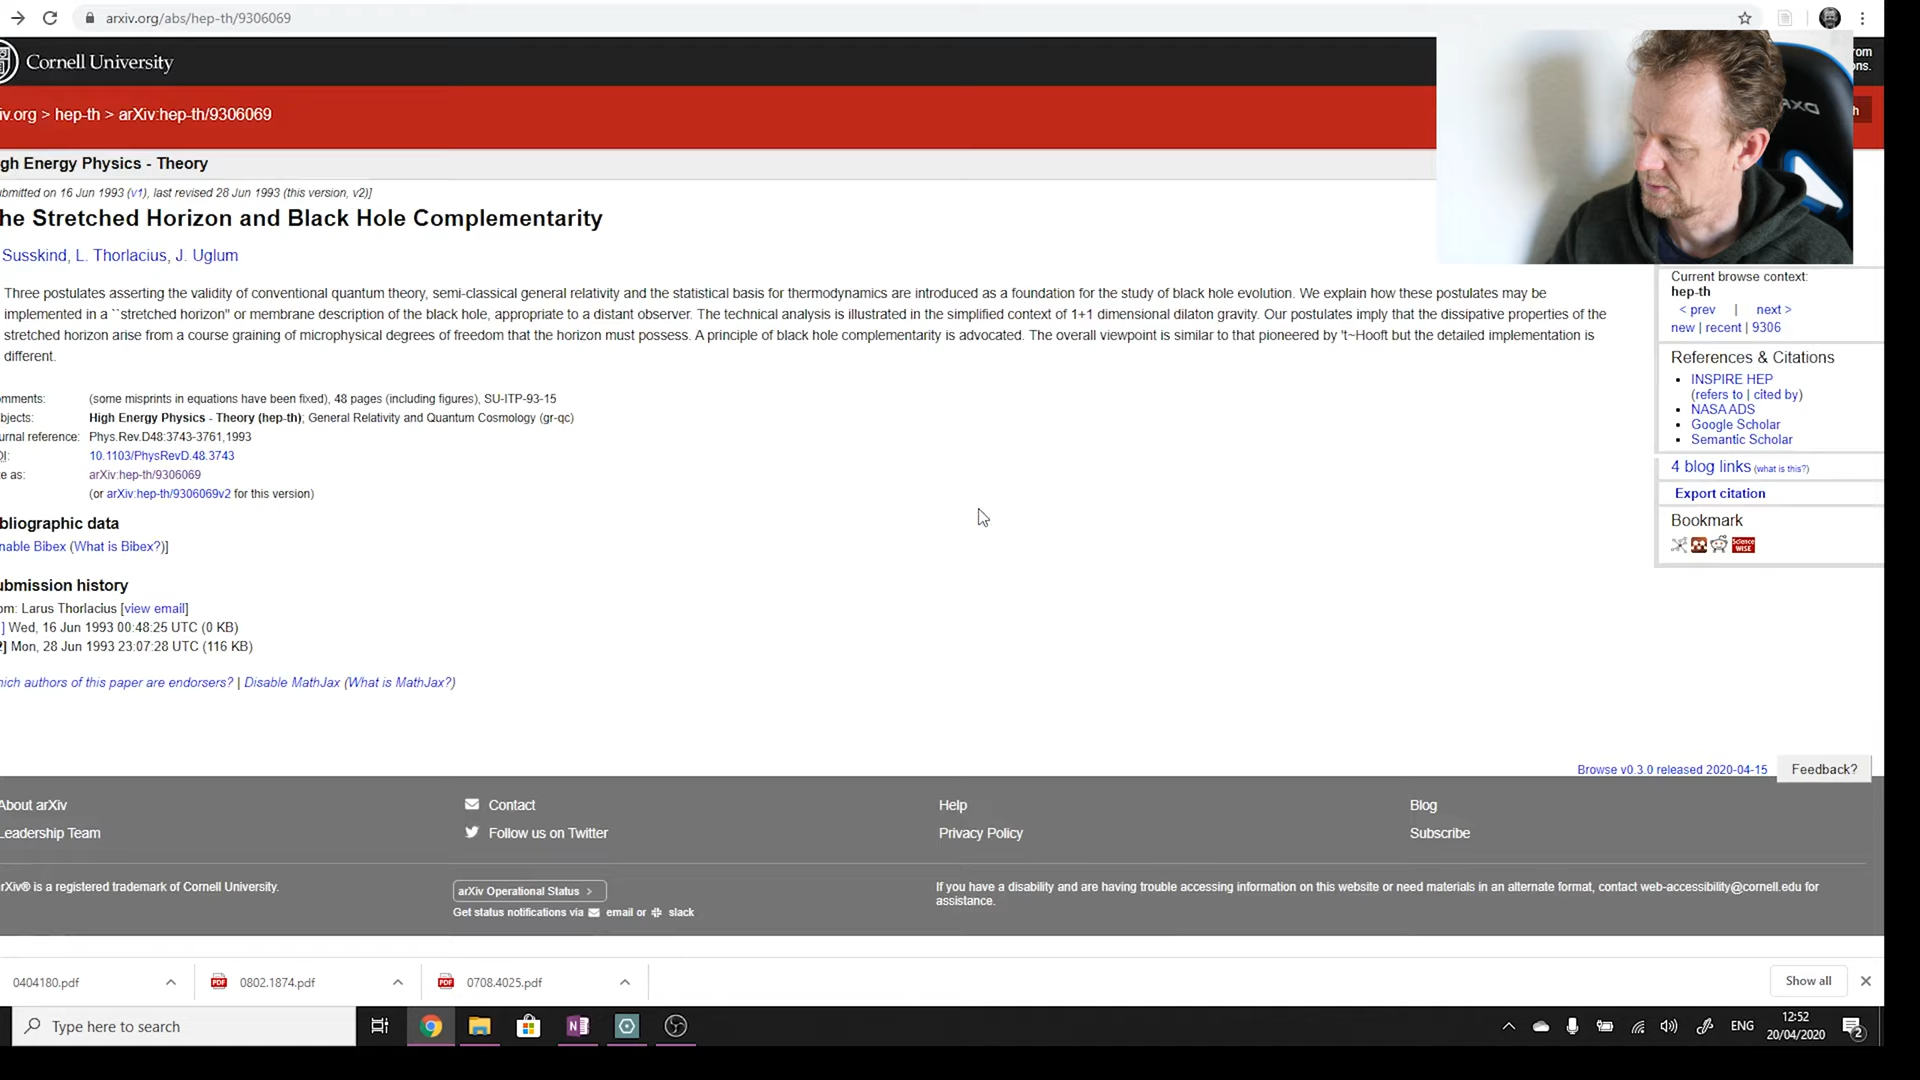 arxiv.org/abs/hep-th/9306069
Cornell University
om
ons.
iv.org > hep-th > arXiv:hep-th/9306069
h
gh Energy Physics - Theory
ubmitted on 16 Jun 1993 (v1), last revised 28 Jun 1993 (this version, v2)]
he Stretched Horizon and Black Hole Complementarity
Susskind, L. Thorlacius, J. Uglum
Three postulates asserting the validity of conventional quantum theory, semi-classical general relativity and the statistical basis for thermodynamics are introduced as a foundation for the study of black hole evolution. We explain how these postulates may be
implemented in a ``stretched horizon'' or membrane description of the black hole, appropriate to a distant observer. The technical analysis is illustrated in the simplified context of 1+1 dimensional dilaton gravity. Our postulates imply that the dissipative properties of the
stretched horizon arise from a course graining of microphysical degrees of freedom that the horizon must possess. A principle of black hole complementarity is advocated. The overall viewpoint is similar to that pioneered by 't~Hooft but the detailed implementation is
different.
mments: (some misprints in equations have been fixed), 48 pages (including figures), SU-ITP-93-15
bjects: High Energy Physics - Theory (hep-th); General Relativity and Quantum Cosmology (gr-qc)
urnal reference: Phys.Rev.D48:3743-3761,1993
OI: 10.1103/PhysRevD.48.3743
te as: arXiv:hep-th/9306069
(or arXiv:hep-th/9306069v2 for this version)
bliographic data
nable Bibex (What is Bibex?)]
ubmission history
om: Larus Thorlacius [view email]
] Wed, 16 Jun 1993 00:48:25 UTC (0 KB)
2] Mon, 28 Jun 1993 23:07:28 UTC (116 KB)
hich authors of this paper are endorsers? | Disable MathJax (What is MathJax?)
DXRA
Current browse context:
hep-th
< prev | next >
new | recent | 9306
References & Citations
INSPIRE HEP
(refers to | cited by)
NASA ADS
Google Scholar
Semantic Scholar
4 blog links (what is this?)
Export citation
Bookmark
Science
WISE
Browse v0.3.0 released 2020-04-15
Feedback?
About arXiv
Leadership Team
Contact
Follow us on Twitter
Help
Privacy Policy
Blog
Subscribe
rXiv® is a registered trademark of Cornell University.
arXiv Operational Status >
Get status notifications via email or slack
If you have a disability and are having trouble accessing information on this website or need materials in an alternate format, contact web-accessibility@cornell.edu for
assistance.
0404180.pdf
PDF
0802.1874.pdf
PDF
0708.4025.pdf
Show all
Type here to search
N
ENG
12:52
20/04/2020
2